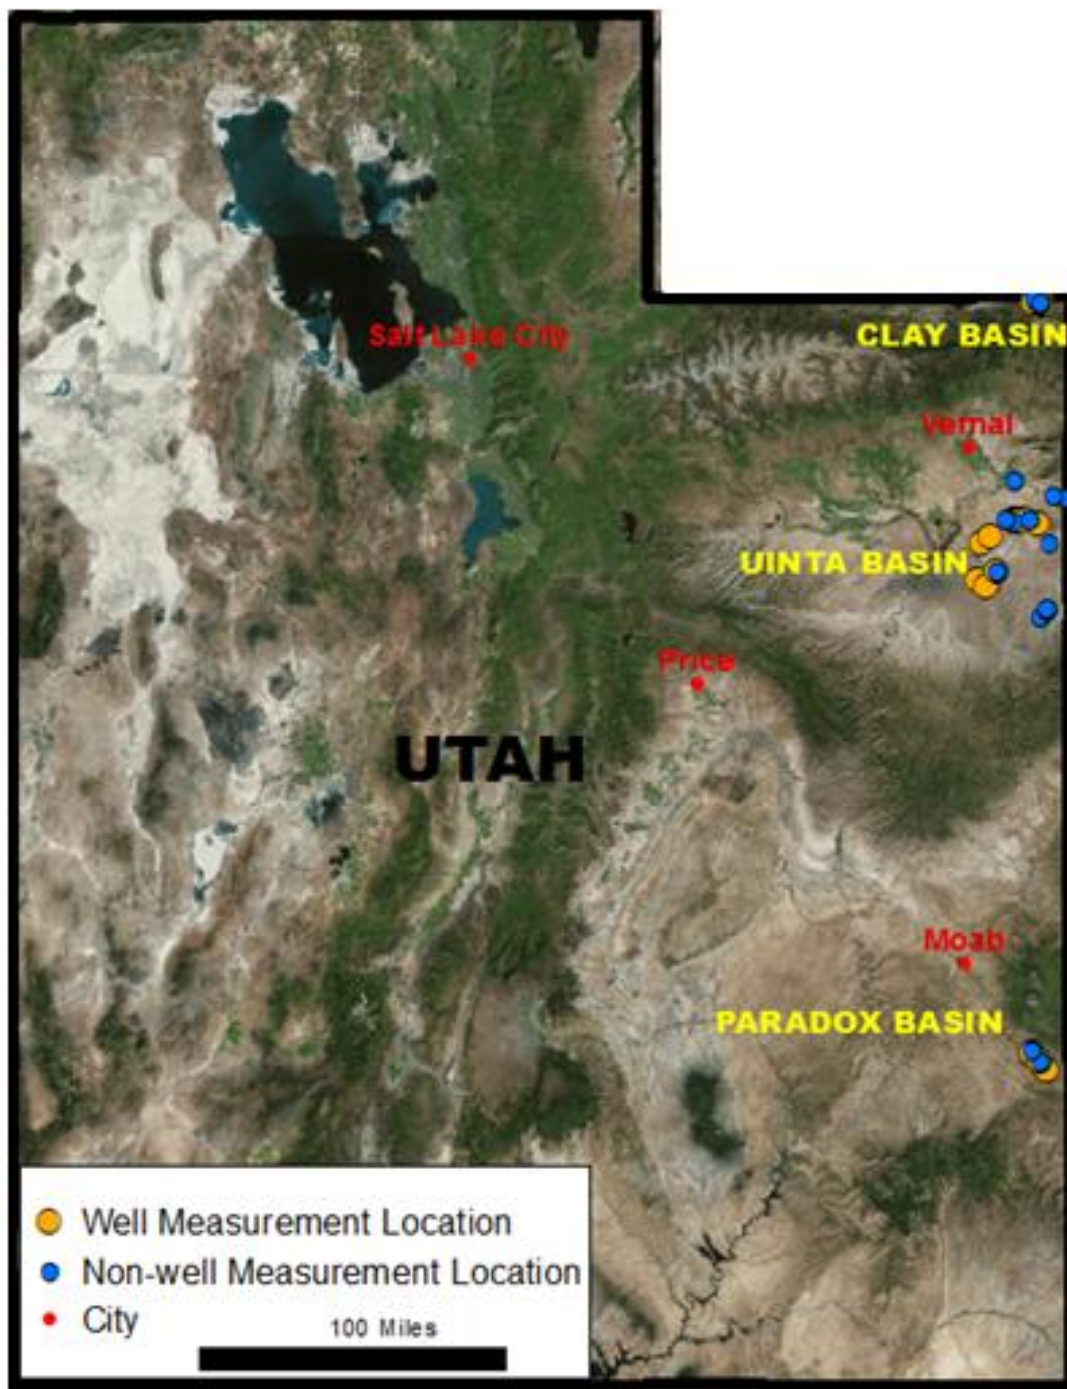 Salt Lake City
CLAY BASIN
Vernal
UINTA BASIN
Price
UTAH
Moab
PARADOX BASIN
Well Measurement Location
Non-well Measurement Location
City
100 Miles